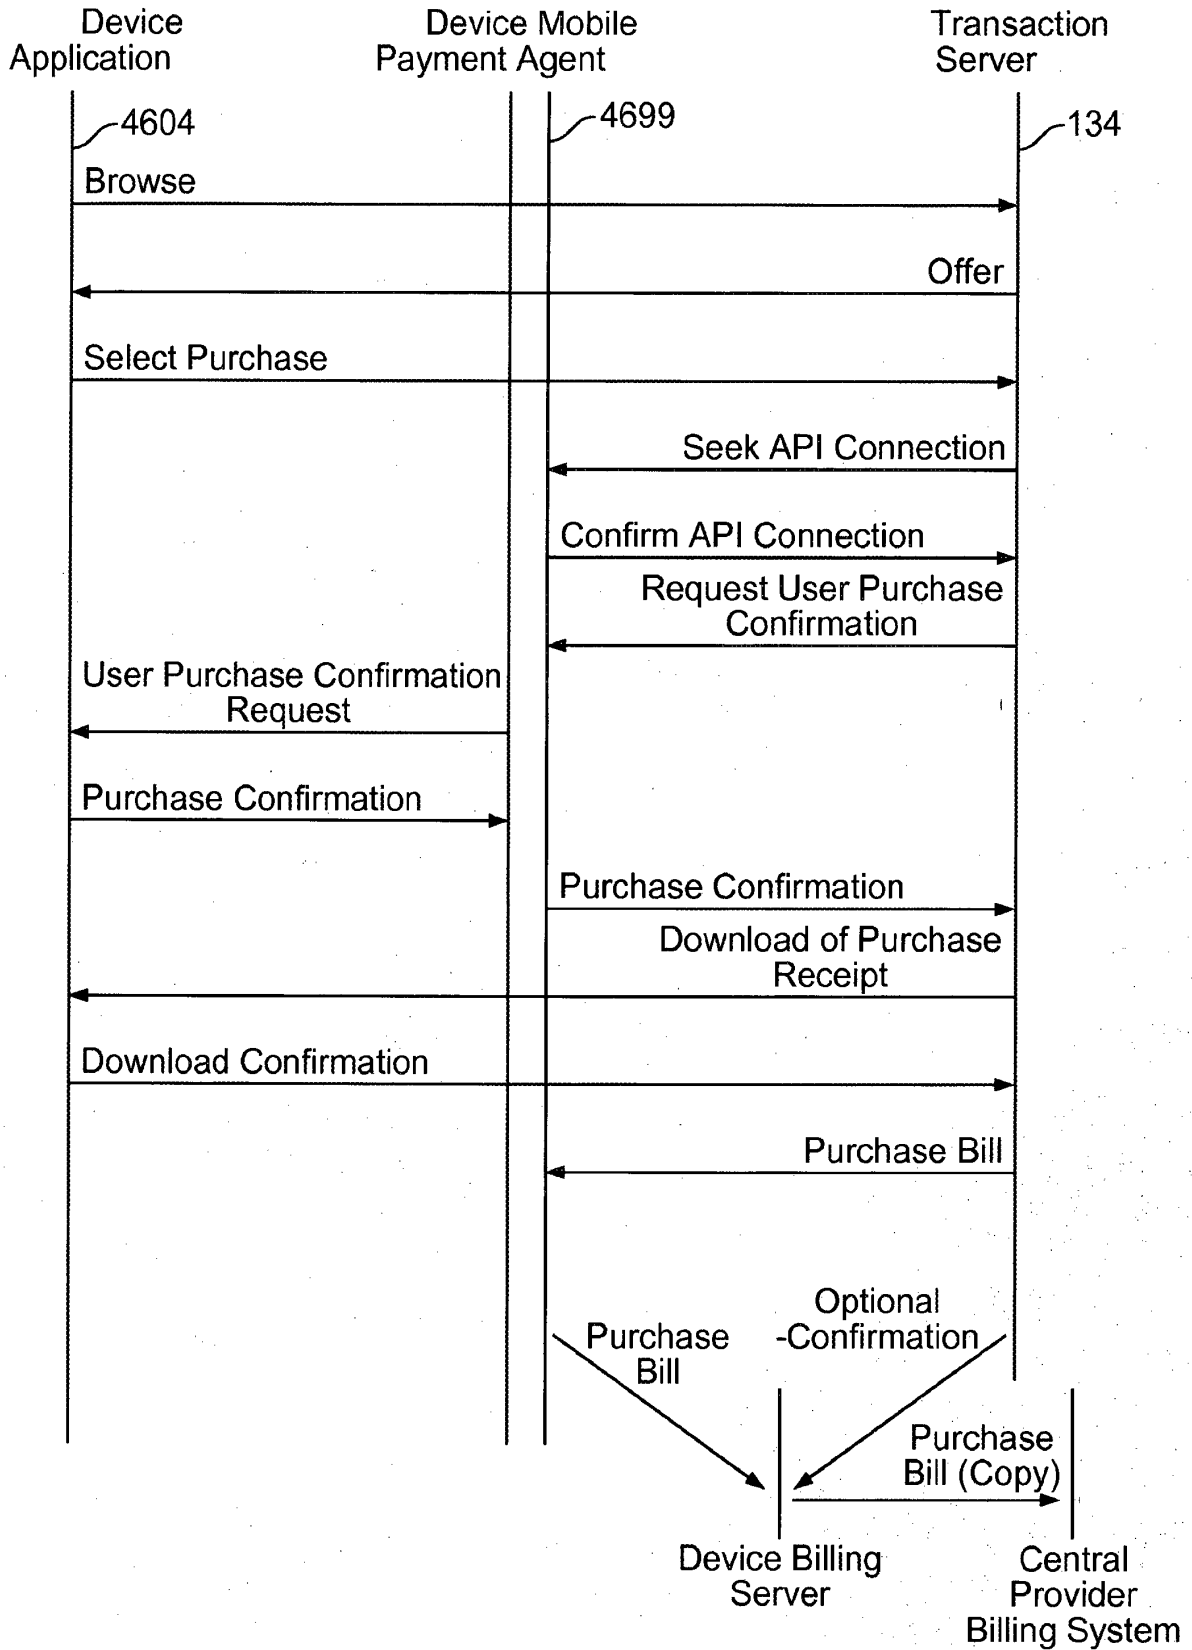 Device
Application
Device Mobile
Payment Agent
Transaction
Server
4604
4699
134
Browse
Offer
Select Purchase
Seek API Connection
Confirm API Connection
Request User Purchase
Confirmation
User Purchase Confirmation
Request
Purchase Confirmation
Purchase Confirmation
Download of Purchase
Receipt
Download Confirmation
Purchase Bill
Optional
-Confirmation
Purchase
Bill
Purchase
Bill (Copy)
Device Billing
Server
Central
Provider
Billing System